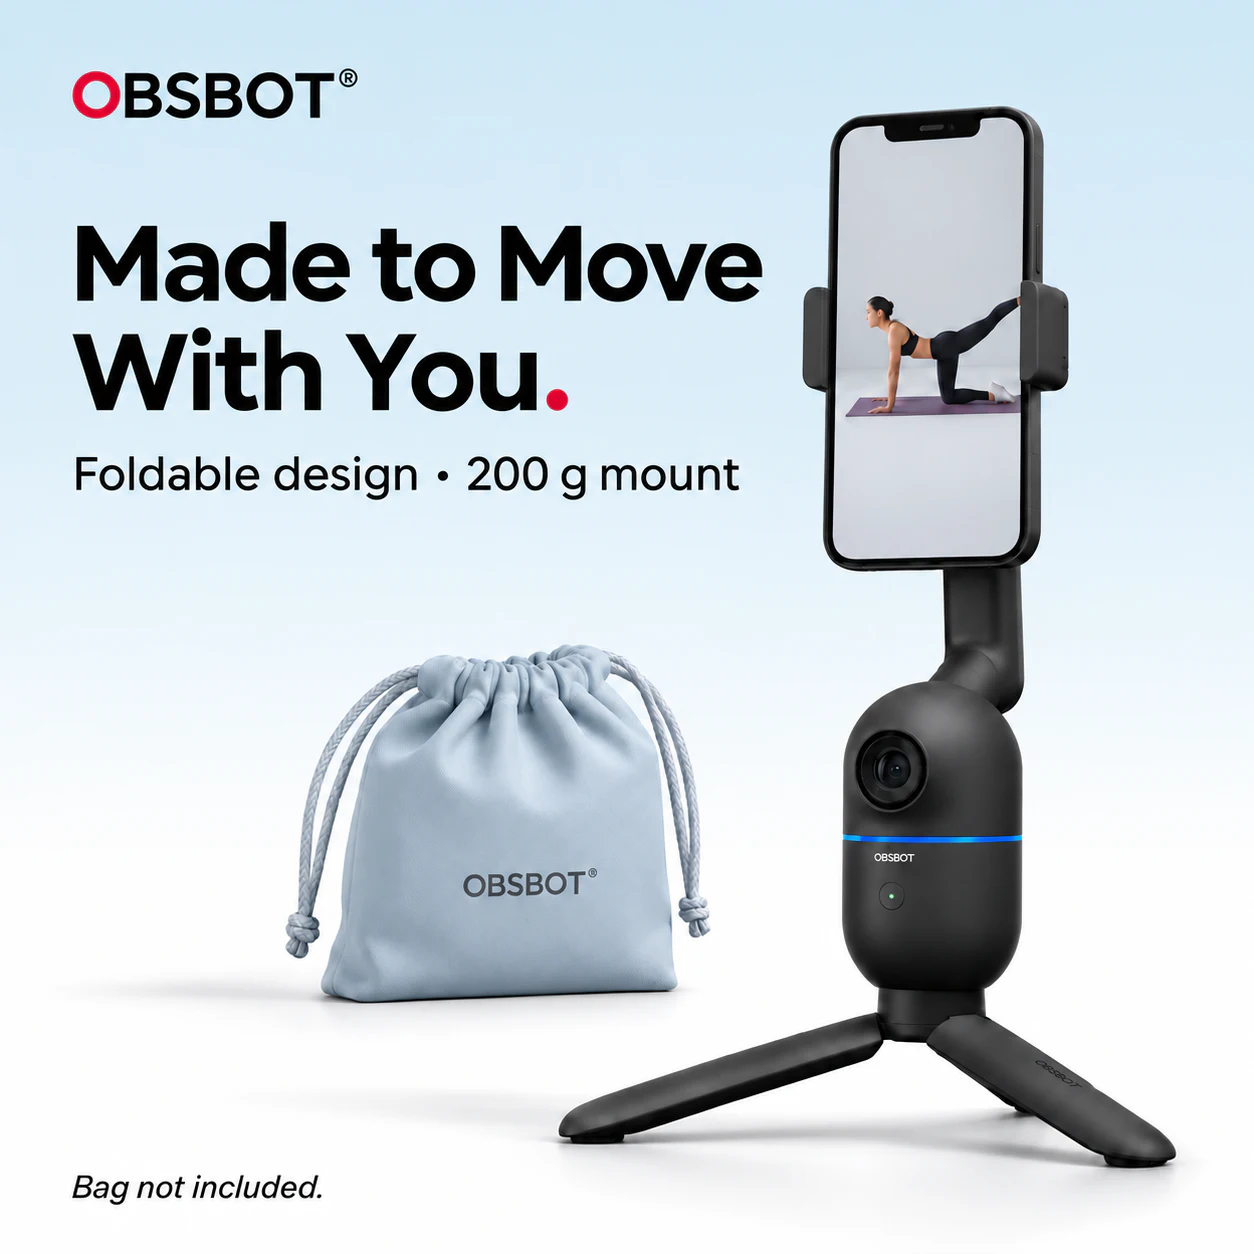 OBSBOT®
Made to Move
With You.
Foldable design • 200 g mount
OBSBOT®
OBSBOT
OBSBOT
Bag not included.